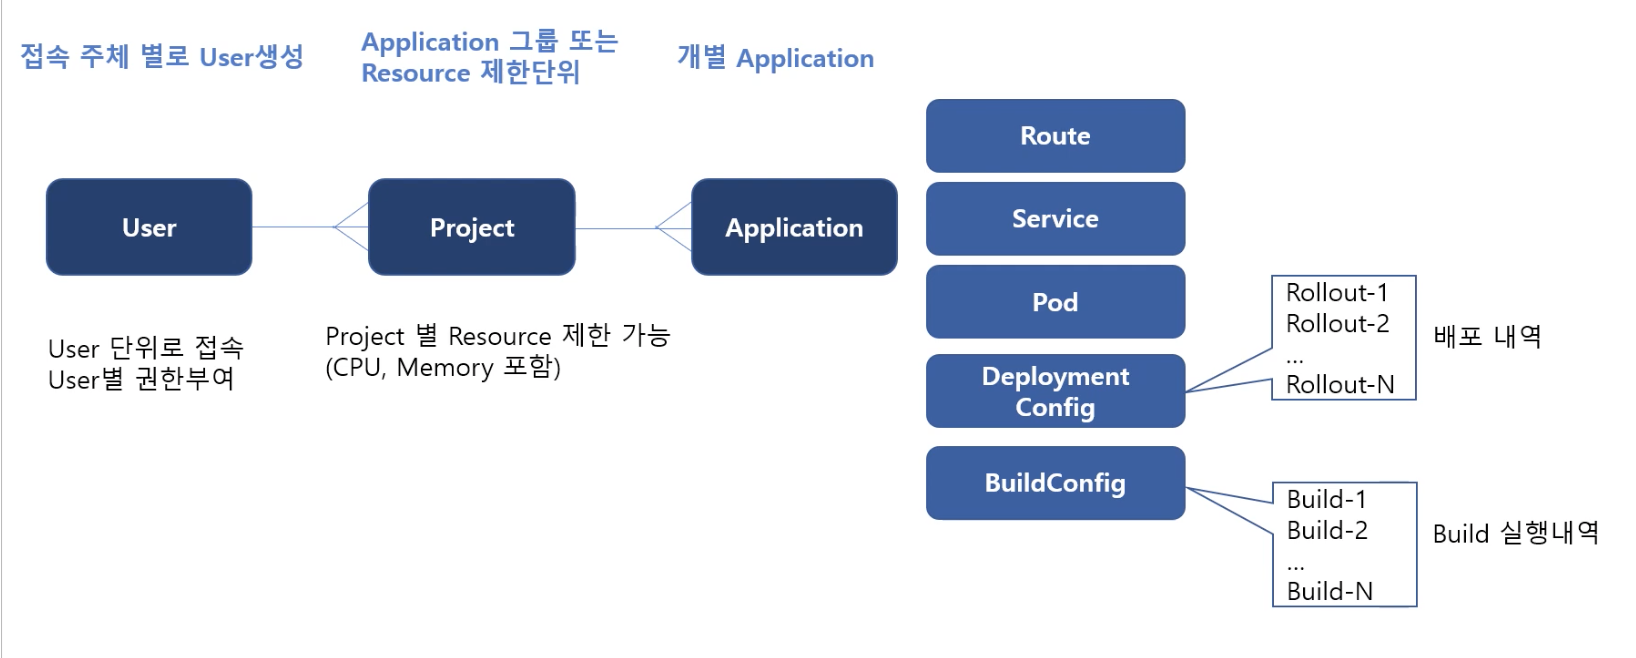 접속 주체 별로 User생성
Application 그룹 또는
Resource 제한단위
개별 Application
User
Project
Application
User 단위로 접속
User별 권한부여
Project 별 Resource 제한 가능
(CPU, Memory 포함)
Route
Service
Pod
Deployment
Config
BuildConfig
Rollout-1
Rollout-2
...
Rollout-N
배포 내역
Build-1
Build-2
...
Build-N
Build 실행내역